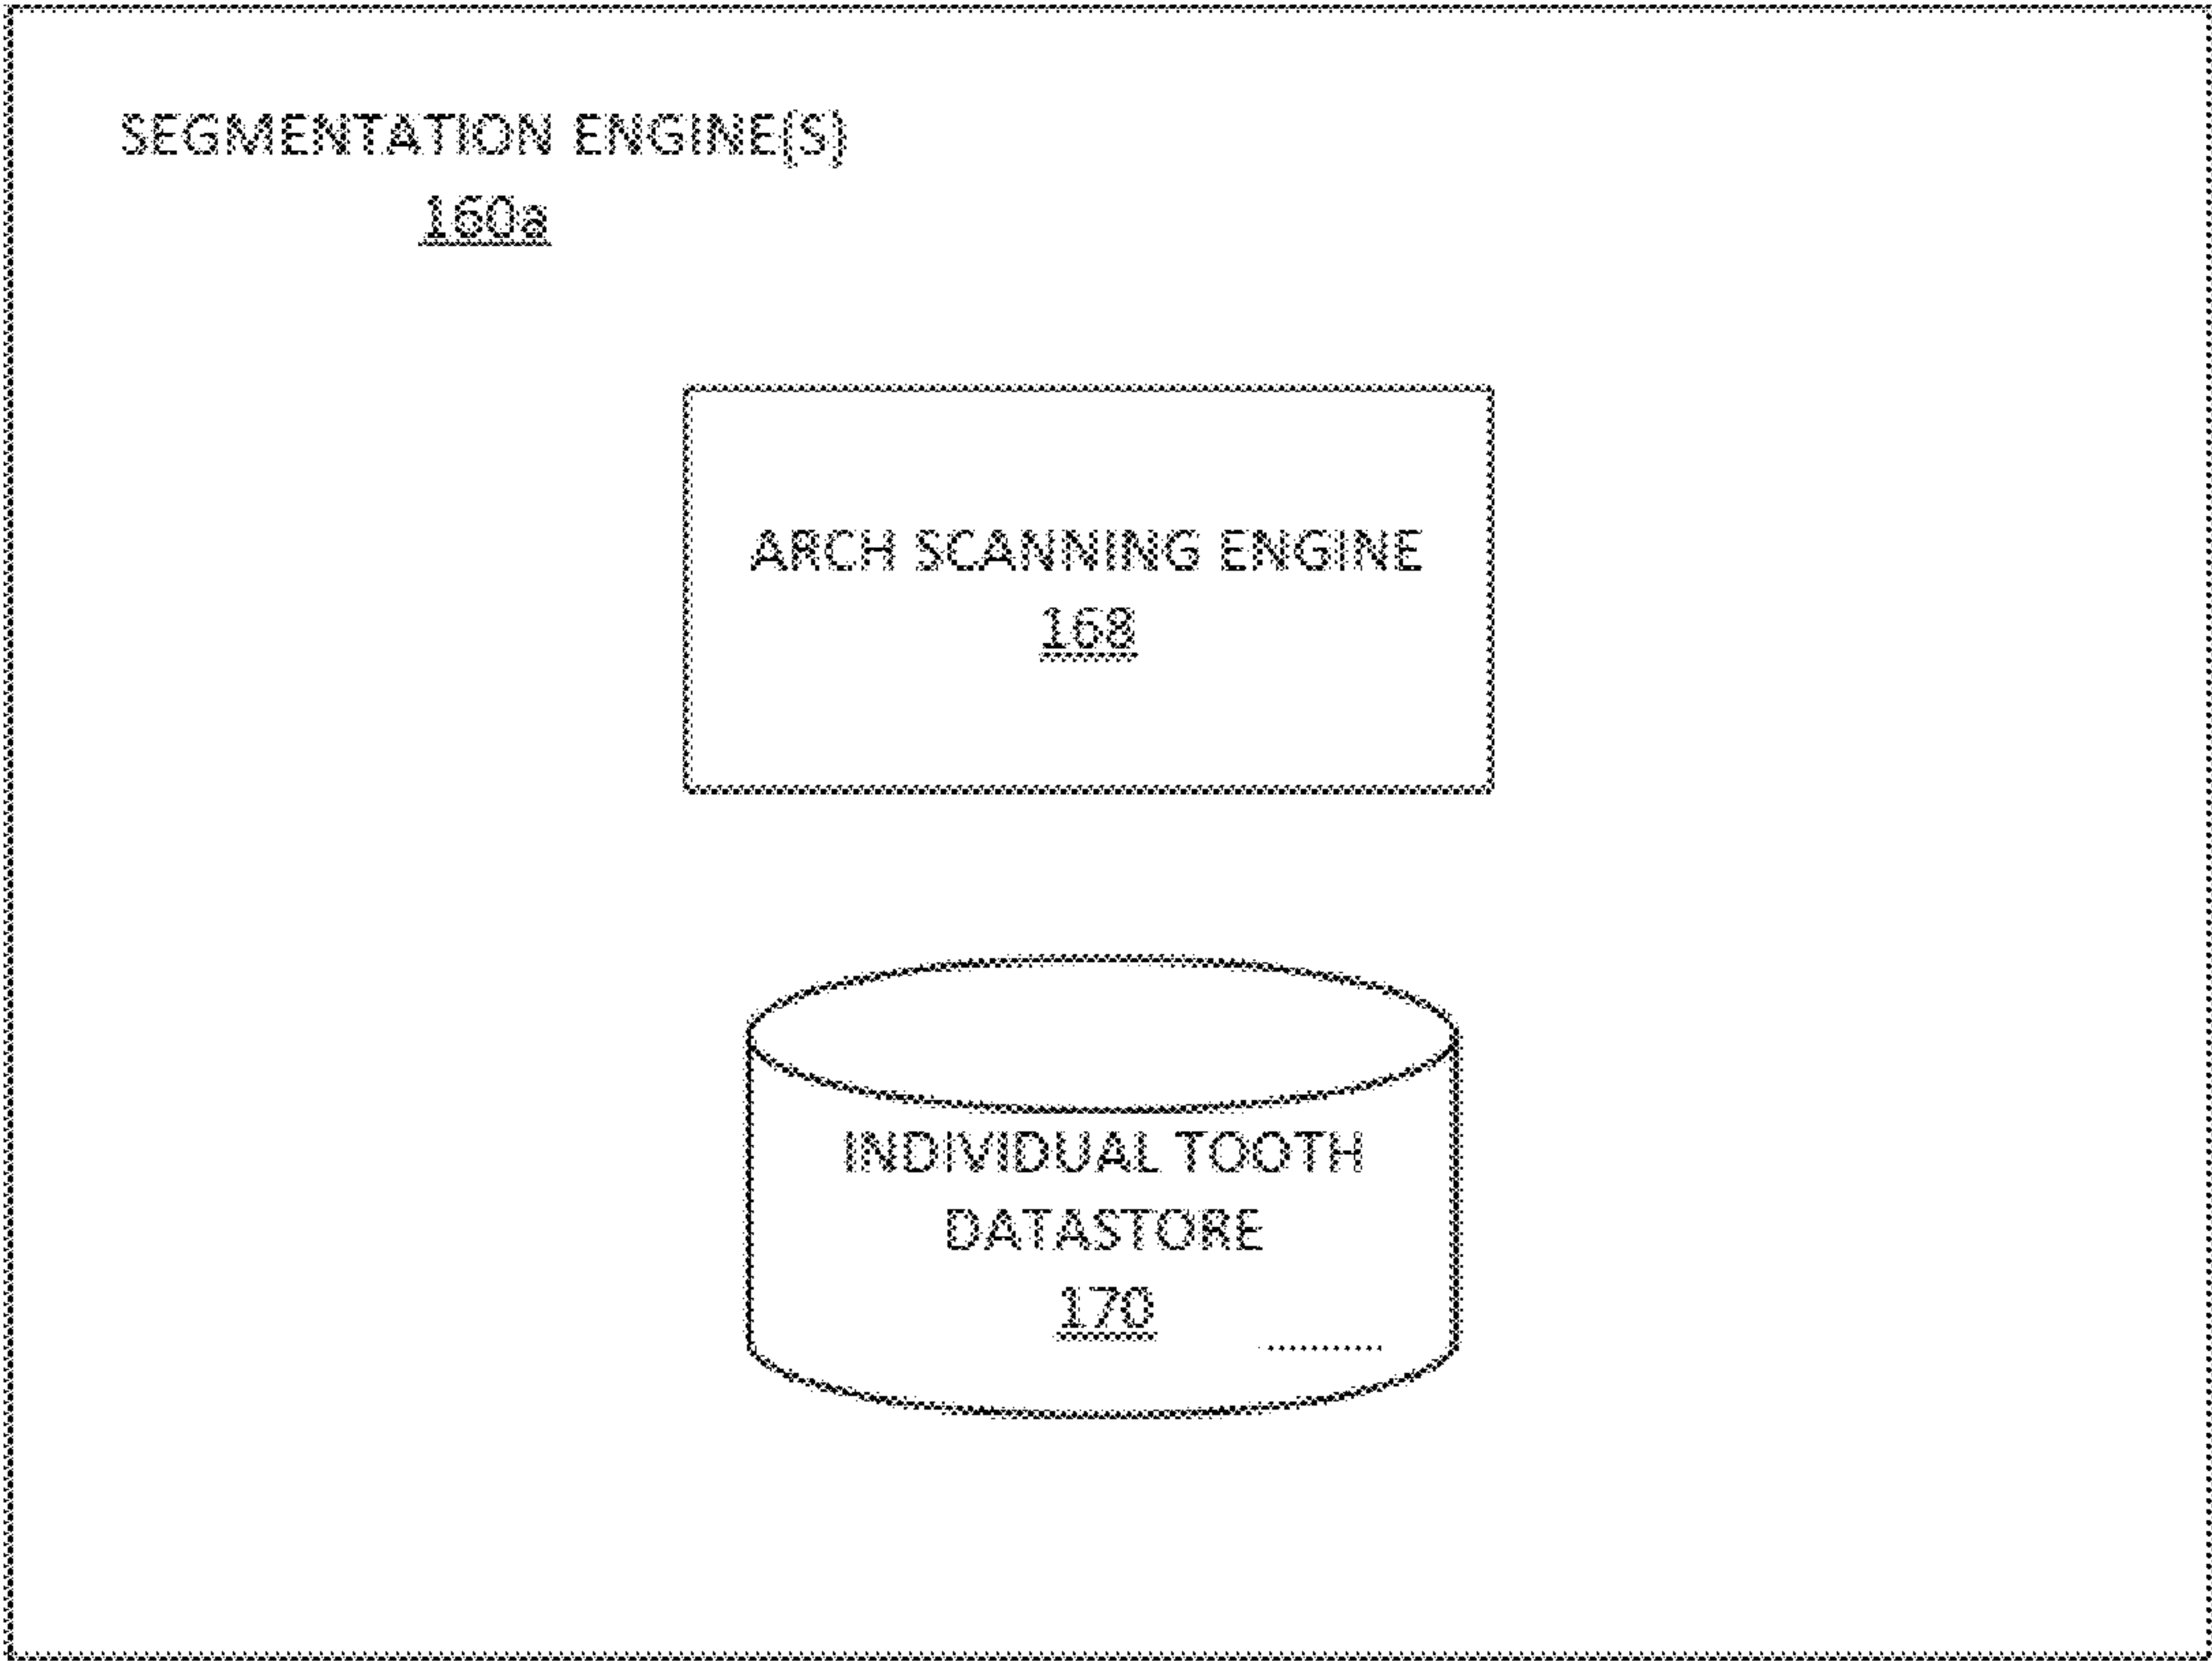 SEGMENTATION ENGINE(S)
160a
ARCH SCANNING ENGINE
168
INDIVIDUAL TOOTH
DATASTORE
170